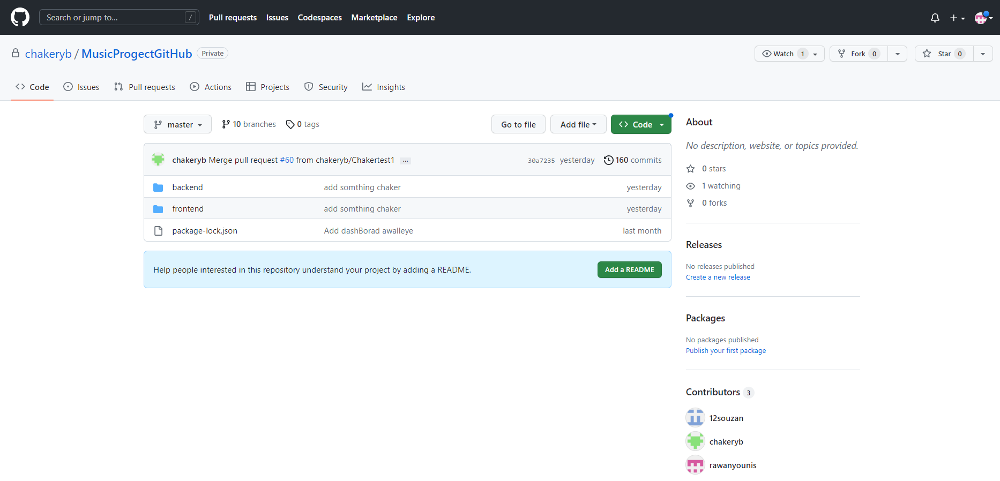 Search or jump to... / Pull requests Issues Codespaces Marketplace Explore
chakeryb / MusicProgectGitHub Private Watch 1 Fork 0 Star 0
Code Issues Pull requests Actions Projects Security Insights
master 10 branches 0 tags Go to file Add file Code
chakeryb Merge pull request #60 from chakeryb/Chakertest1 ... 30a7235 yesterday 160 commits
backend add somthing chaker yesterday
frontend add somthing chaker yesterday
package-lock.json Add dashBorad awalleye last month
Help people interested in this repository understand your project by adding a README. Add a README
About
No description, website, or topics provided.
0 stars
1 watching
0 forks
Releases
No releases published
Create a new release
Packages
No packages published
Publish your first package
Contributors 3
12souzan
chakeryb
rawanyounis